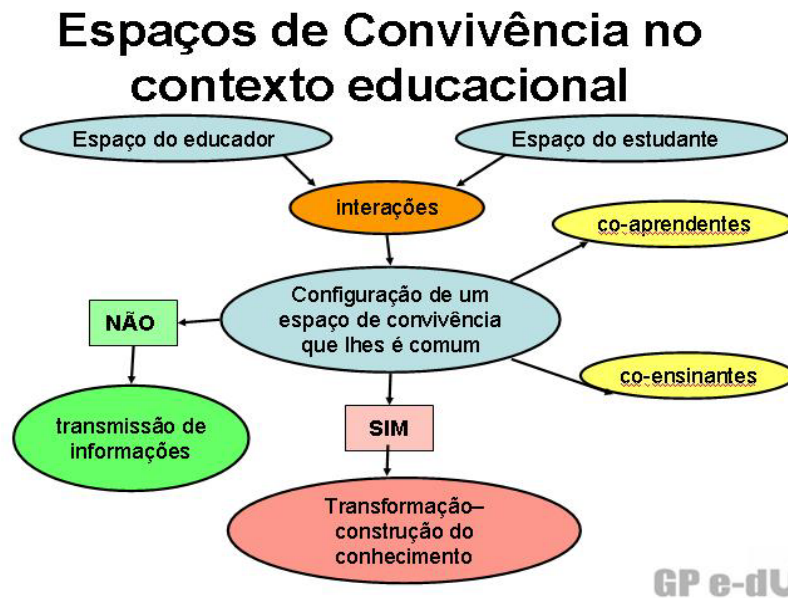 Espaços de Convivência no
contexto educacional
Espaço do educador
Espaço do estudante
interações
co-aprendentes
Configuração de um
espaço de convivência
que lhes é comum
NÃO
co-ensinantes
transmissão de
informações
SIM
Transformação–
construção do
conhecimento
GP e-dU